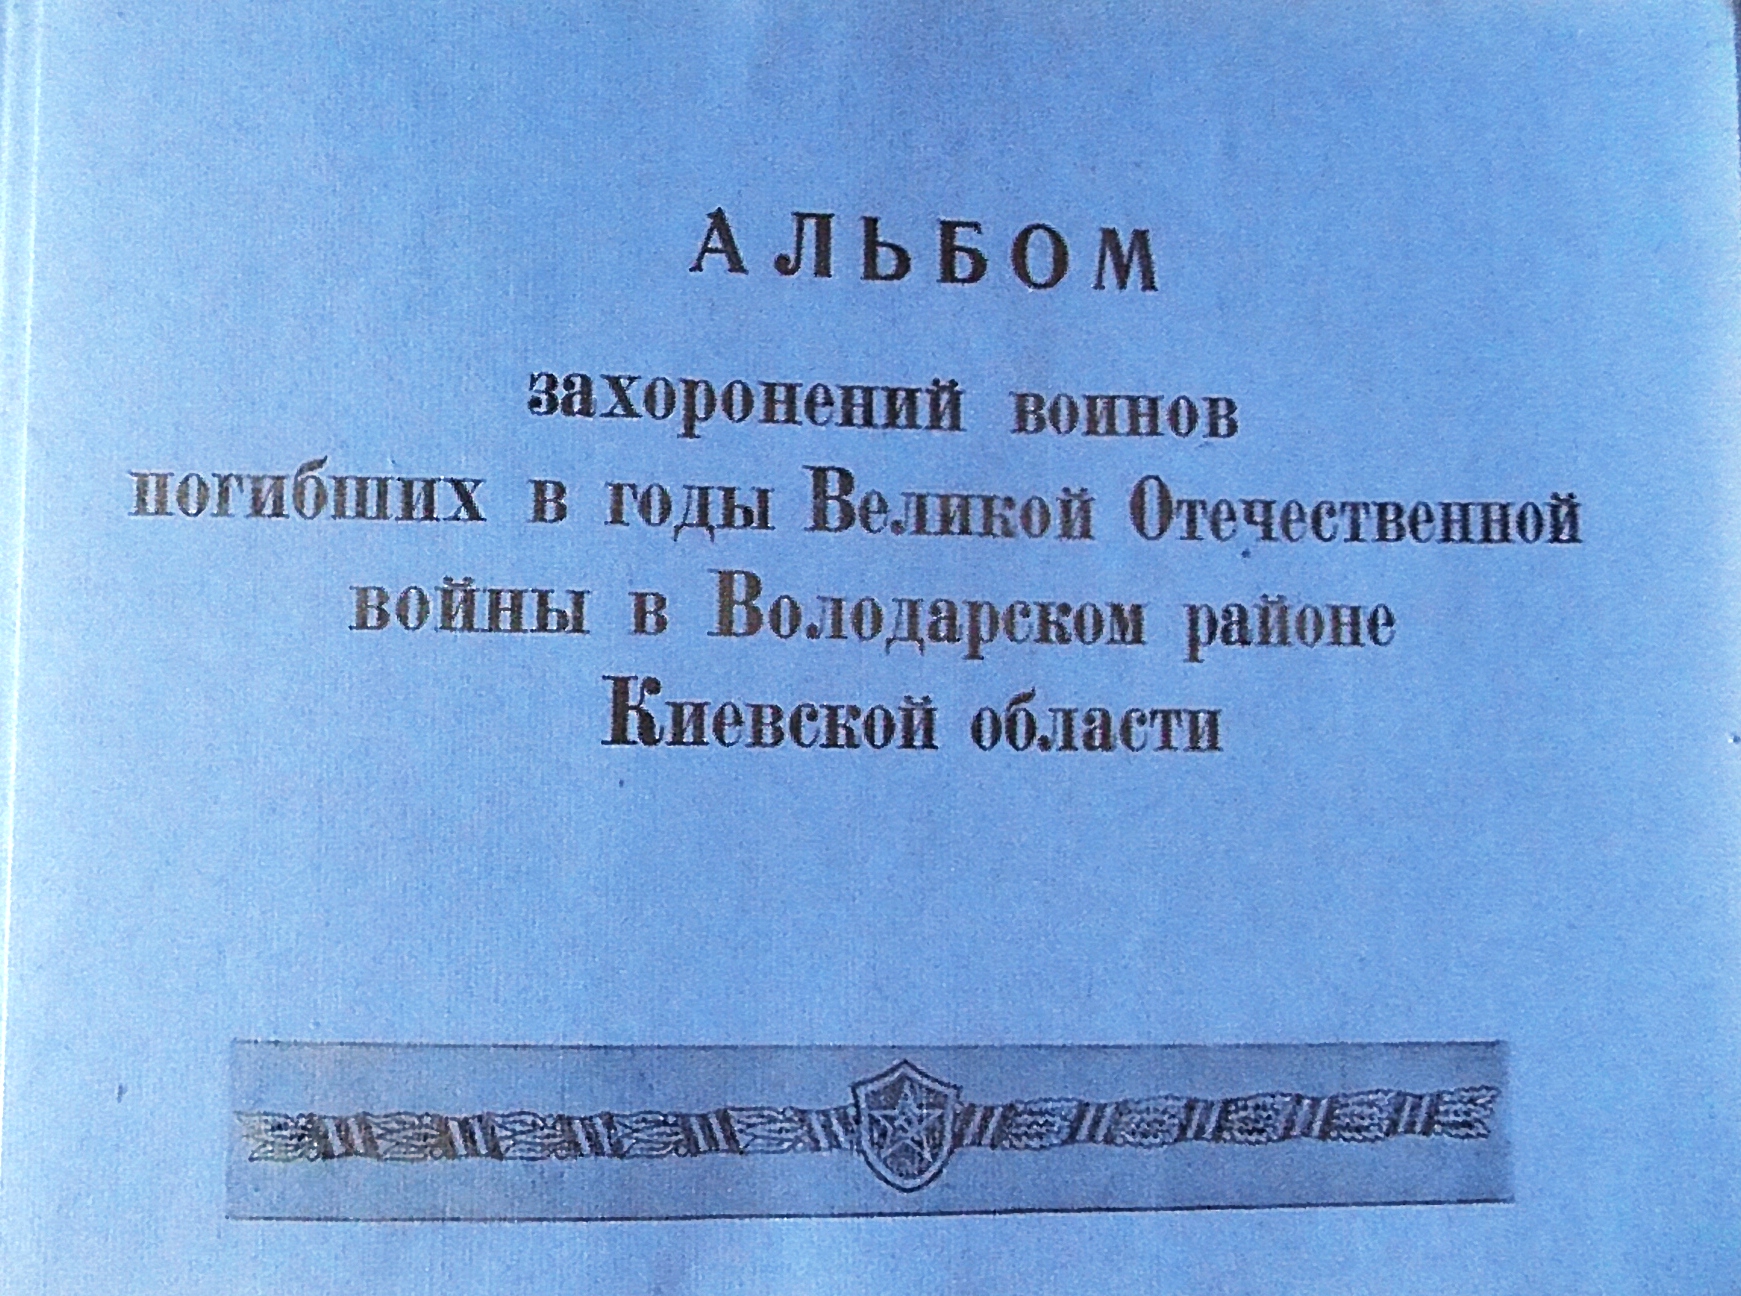 АЛЬБОМ
захоронений воинов
погибших в годы Великой Отечественной
войны в Володарском районе
Киевской области